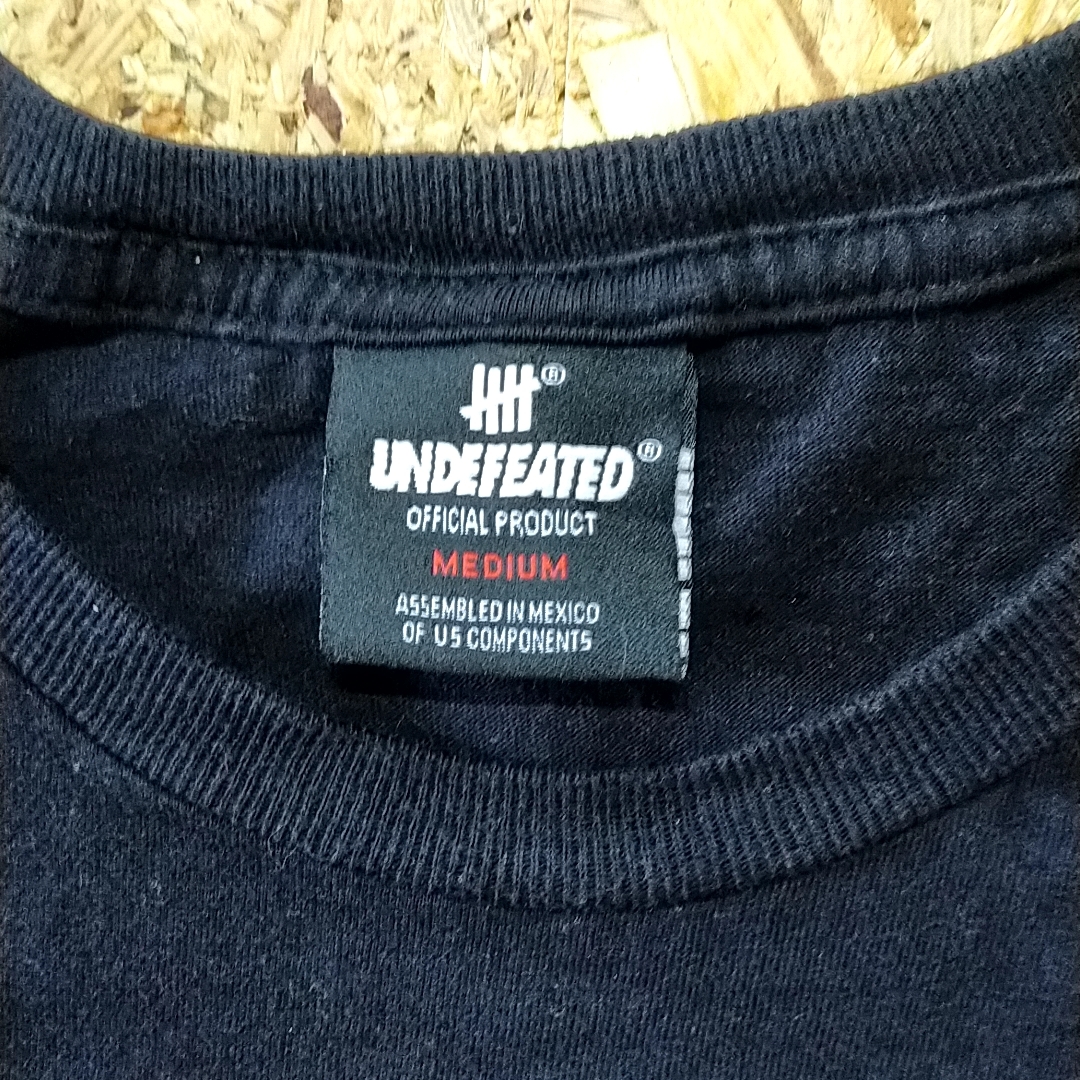 ®
UNDEFEATED®
OFFICIAL PRODUCT
MEDIUM
ASSEMBLED IN MEXICO
OF US COMPONENTS